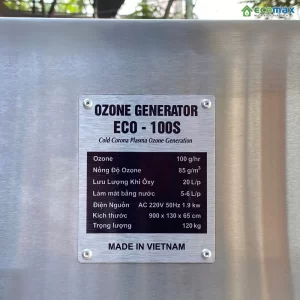 ecomax
OZONE GENERATOR
ECO - 100S
Cold Corona Plasma Ozone Generation
Ozone 100 g/hr
Nồng Độ Ozone 85 g/m³
Lưu Lượng Khí Ôxy 20 L/p
Làm mát bằng nước 5-6 L/p
Điện Nguồn AC 220V 50Hz 1.9 kw
Kích thước 900 x 130 x 65 cm
Trọng lượng 120 kg
MADE IN VIETNAM